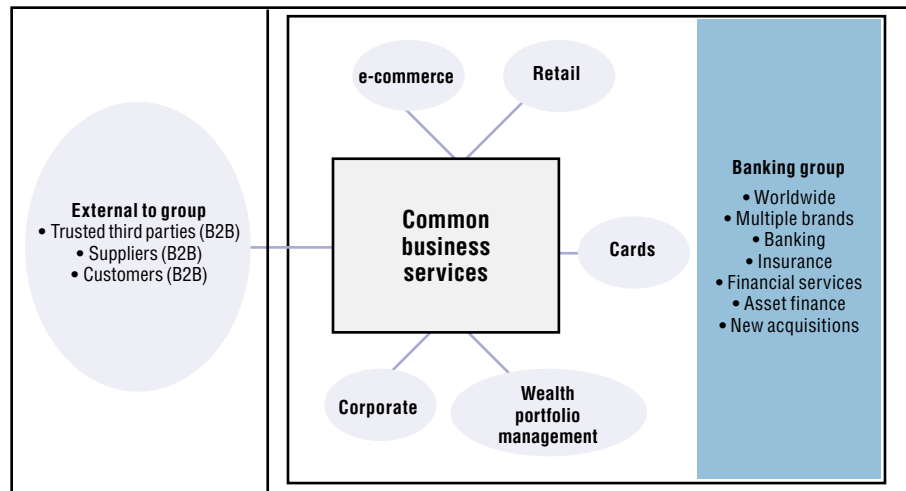 External to group
• Trusted third parties (B2B)
• Suppliers (B2B)
• Customers (B2B)
e-commerce
Retail
Common
business
services
Cards
Corporate
Wealth
portfolio
management
Banking group
• Worldwide
• Multiple brands
• Banking
• Insurance
• Financial services
• Asset finance
• New acquisitions